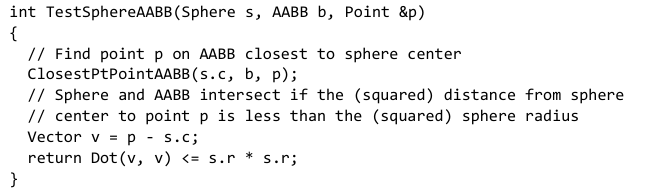 int TestSphereAABB(Sphere s, AABB b, Point &p)
{
  // Find point p on AABB closest to sphere center
  ClosestPtPointAABB(s.c, b, p);
  // Sphere and AABB intersect if the (squared) distance from sphere
  // center to point p is less than the (squared) sphere radius
  Vector v = p - s.c;
  return Dot(v, v) <= s.r * s.r;
}